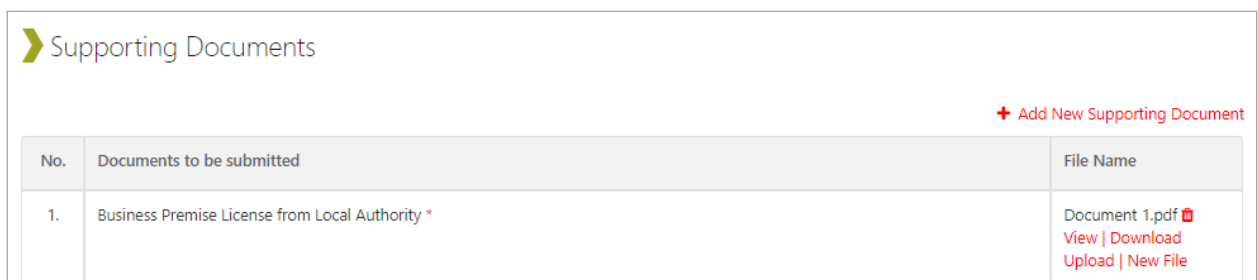 Supporting Documents
+ Add New Supporting Document
No. Documents to be submitted File Name
1. Business Premise License from Local Authority * Document 1.pdf
View | Download
Upload | New File